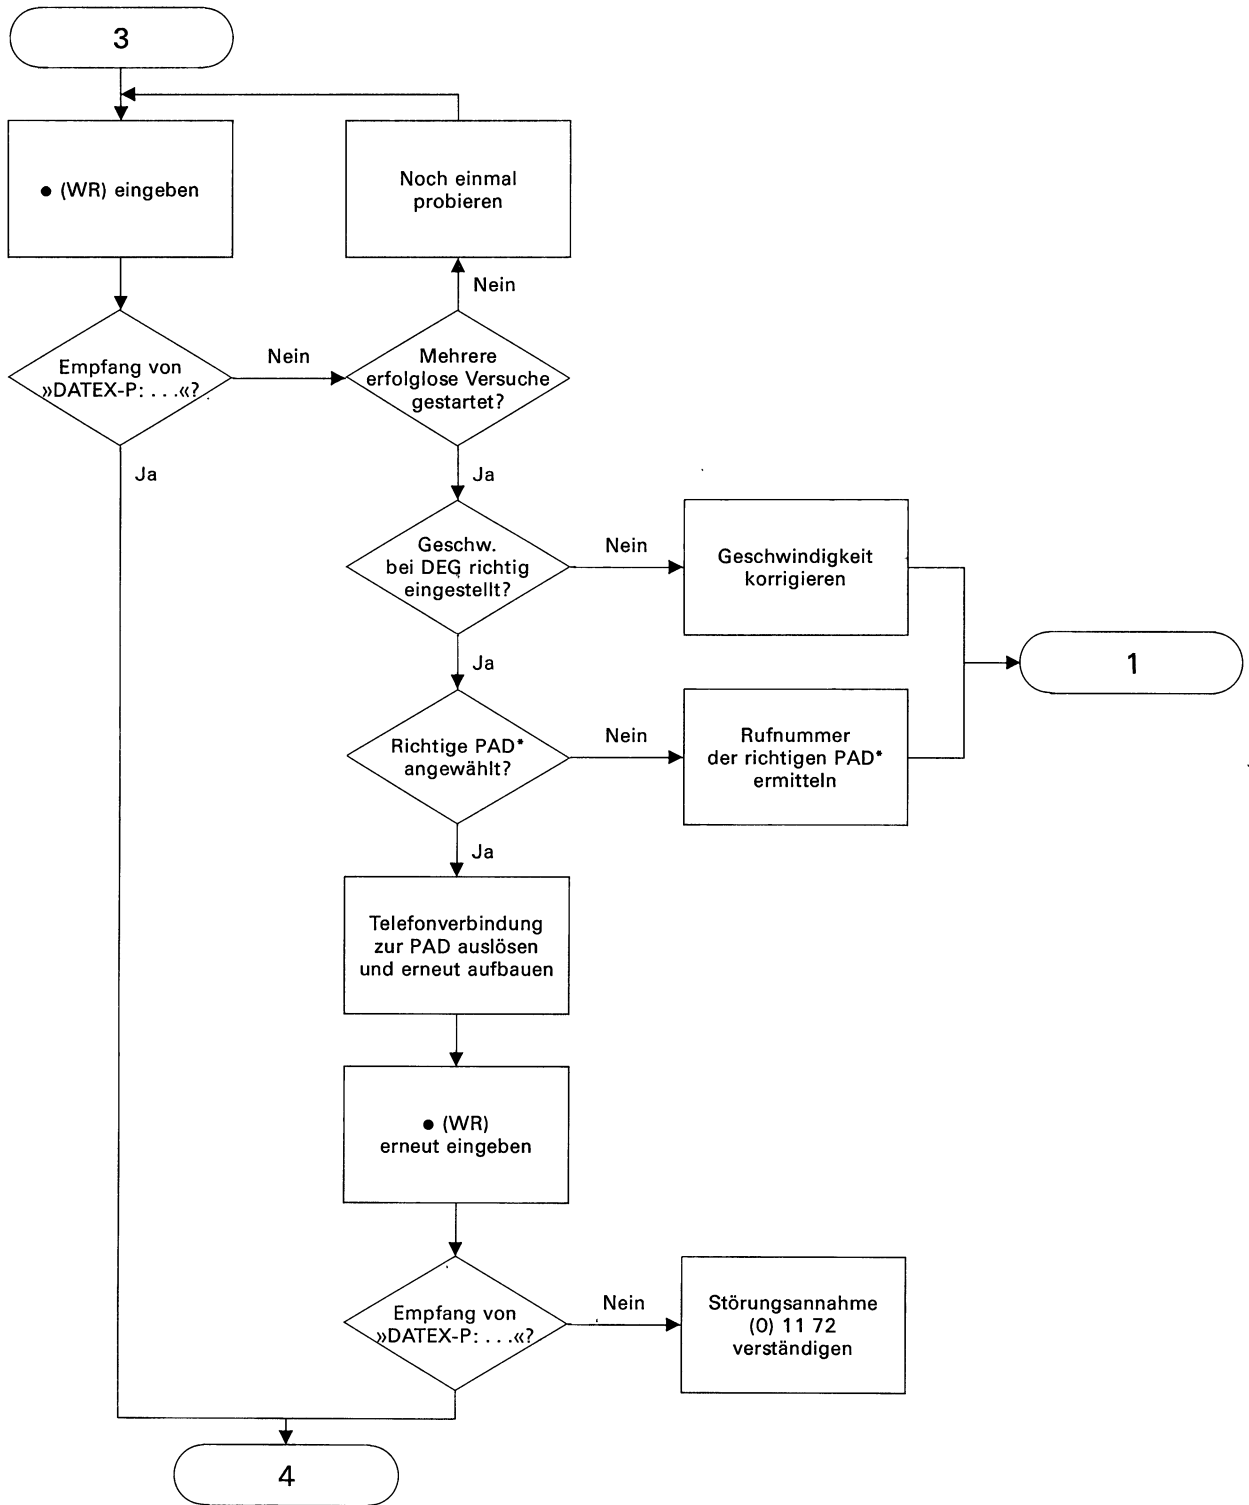 3
● (WR) eingeben
Noch einmal
probieren
Nein
Empfang von
»DATEX-P: . . .«?
Nein
Mehrere
erfolglose Versuche
gestartet?
Ja
Ja
Geschw.
bei DEG richtig
eingestellt?
Nein
Geschwindigkeit
korrigieren
Ja
1
Richtige PAD*
angewählt?
Nein
Rufnummer
der richtigen PAD*
ermitteln
Ja
Telefonverbindung
zur PAD auslösen
und erneut aufbauen
● (WR)
erneut eingeben
Empfang von
»DATEX-P: . . .«?
Nein
Störungsannahme
(0) 11 72
verständigen
4